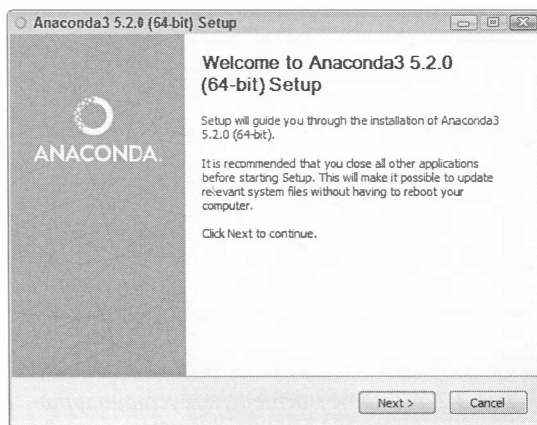 Anaconda3 5.2.0 (64-bit) Setup
Welcome to Anaconda3 5.2.0
(64-bit) Setup
ANACONDA.
Setup will guide you through the installation of Anaconda3
5.2.0 (64-bit).
It is recommended that you close all other applications
before starting Setup. This will make it possible to update
relevant system files without having to reboot your
computer.
Click Next to continue.
Next >
Cancel